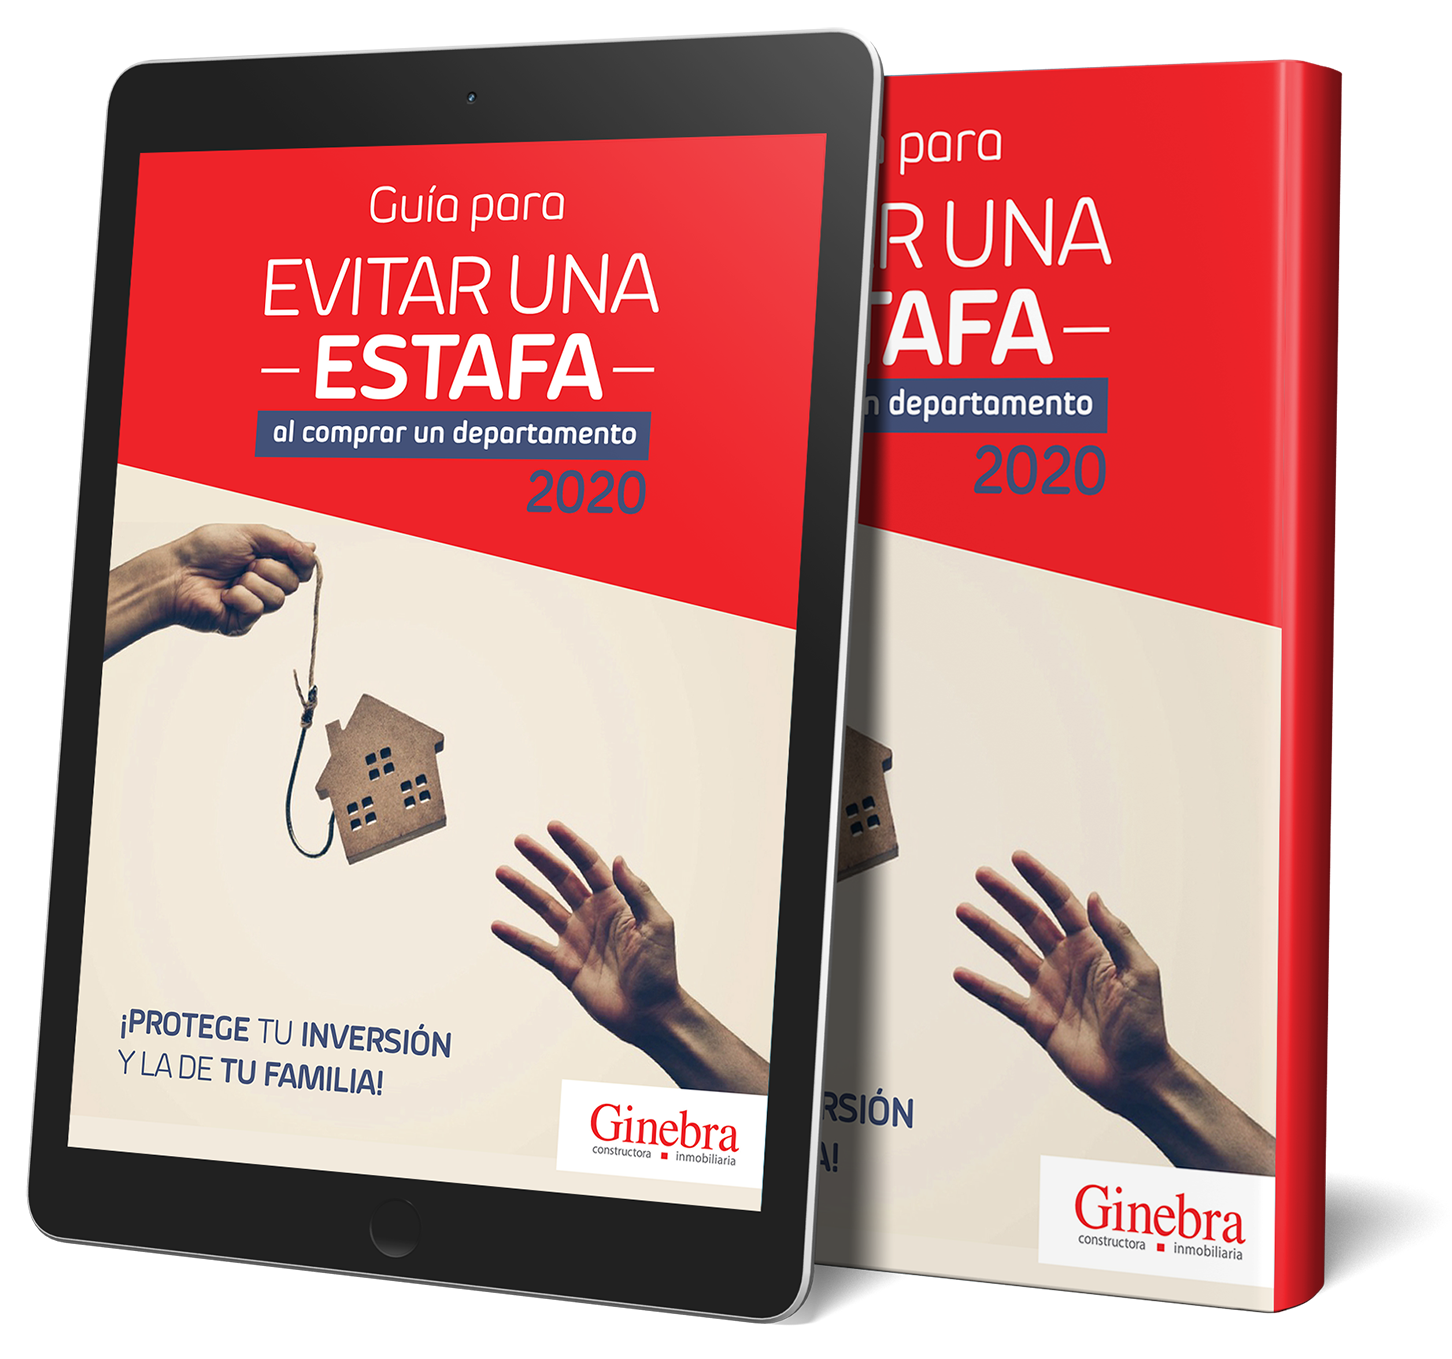 Guía para
EVITAR UNA
ESTAFA
al comprar un departamento
2020
¡PROTEGE TU INVERSIÓN
Y LA DE TU FAMILIA!
Ginebra
constructora inmobiliaria
para
R UNA
TAFA
n departamento
2020
RSIÓN
A!
Ginebra
constructora inmobiliaria